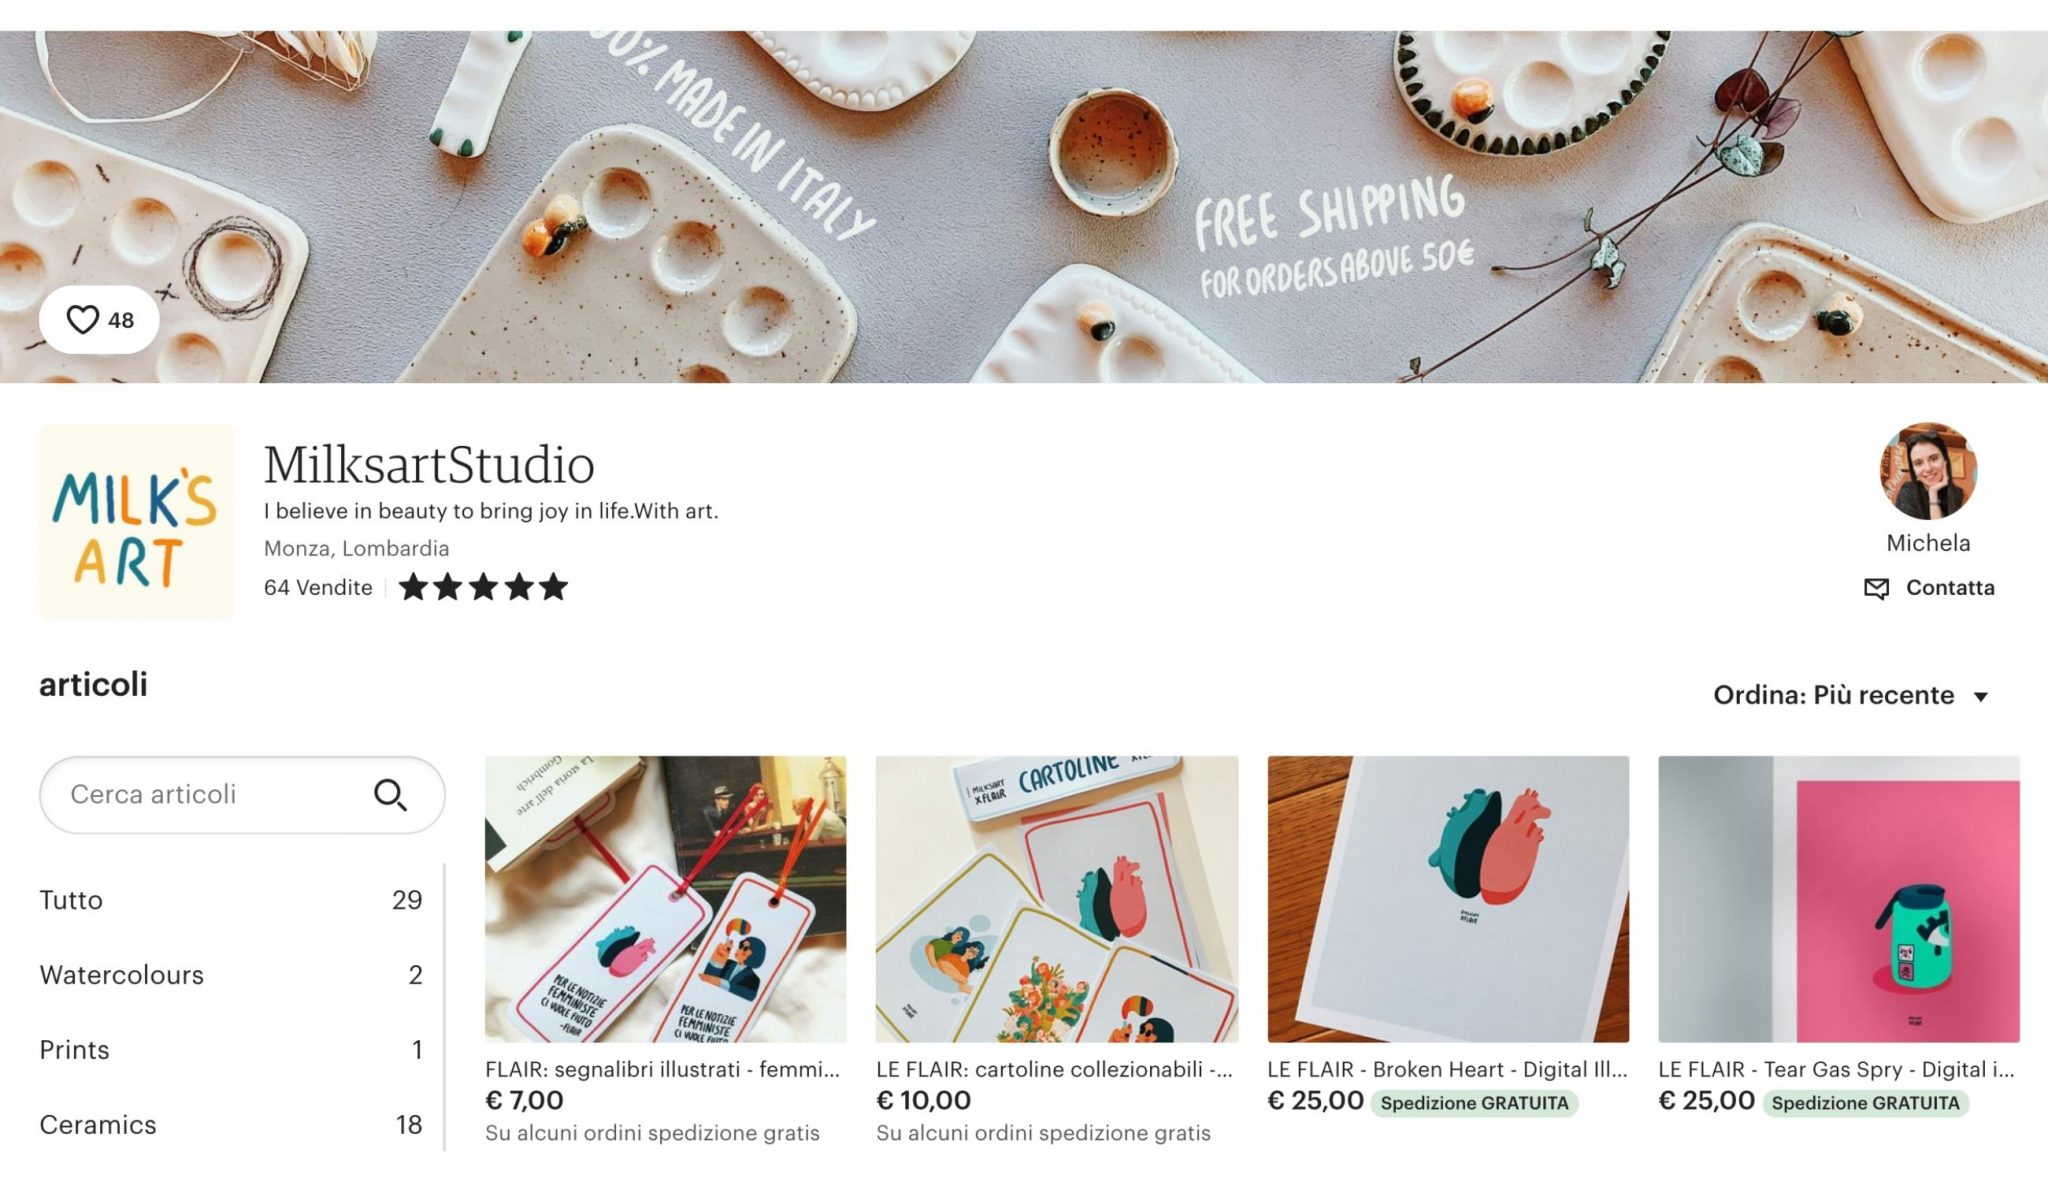 00% MADE IN ITALY
FREE SHIPPING
FOR ORDERS ABOVE 50€
48
MILK'S
ART
MilksartStudio
I believe in beauty to bring joy in life.With art.
Monza, Lombardia
64 Vendite
Michela
Contatta
articoli
Ordina: Più recente
Cerca articoli
Tutto 29
Watercolours 2
Prints 1
Ceramics 18
La storia
dell'arte
Gombrich
PER LE NOTIZIE
FEMMINISTE
CI VUOLE FIUTO
-FLAIR
PER LE NOTIZIE
FEMMINISTE
CI VUOLE FIUTO
FLAIR: segnalibri illustrati - femmi...
€ 7,00
Su alcuni ordini spedizione gratis
MILKSART
X FLAIR
CARTOLINE
X FLAIR
LE FLAIR: cartoline collezionabili -...
€ 10,00
Su alcuni ordini spedizione gratis
LE FLAIR - Broken Heart - Digital Ill...
€ 25,00 Spedizione GRATUITA
LE FLAIR - Tear Gas Spry - Digital i...
€ 25,00 Spedizione GRATUITA